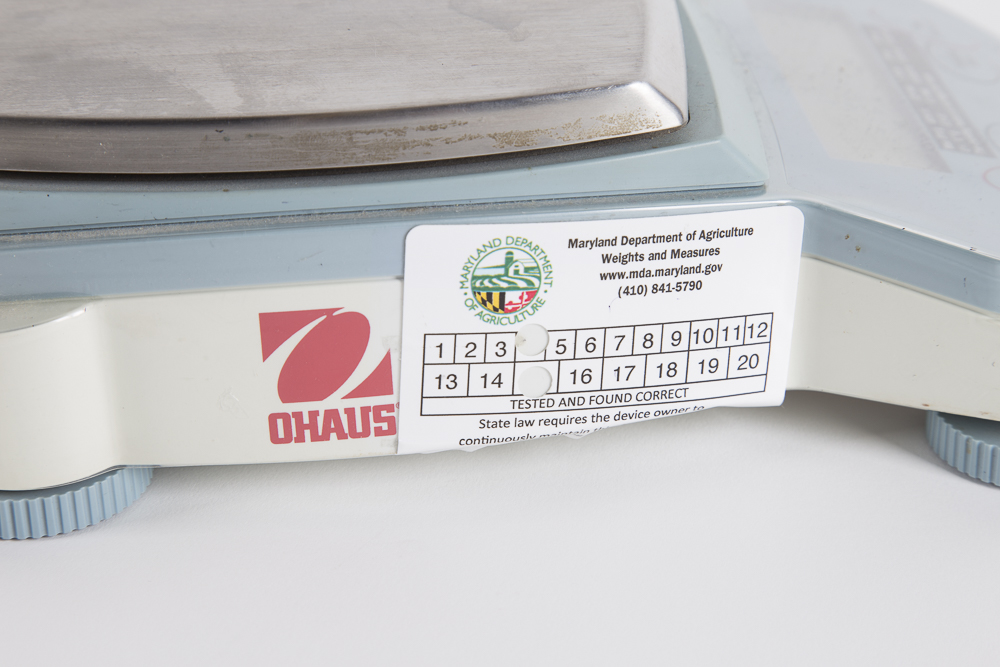 MARYLAND DEPARTMENT
• OF AGRICULTURE •
Maryland Department of Agriculture
Weights and Measures
www.mda.maryland.gov
(410) 841-5790
1 2 3 5 6 7 8 9 10 11 12
13 14 16 17 18 19 20
TESTED AND FOUND CORRECT
State law requires the device owner to
continuously maintain
OHAUS